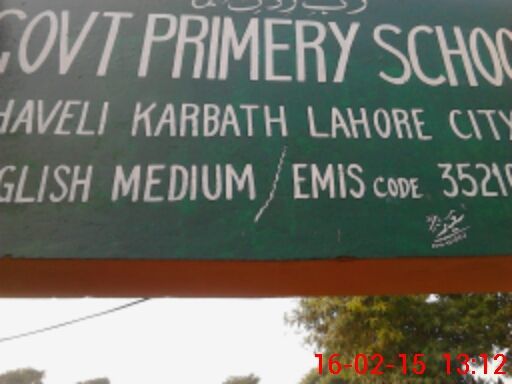 GOVT PRIMERY SCHOO
HAVELI KARBATH LAHORE CITY
GLISH MEDIUM / EMIS CODE 3521
16-02-15 13:12